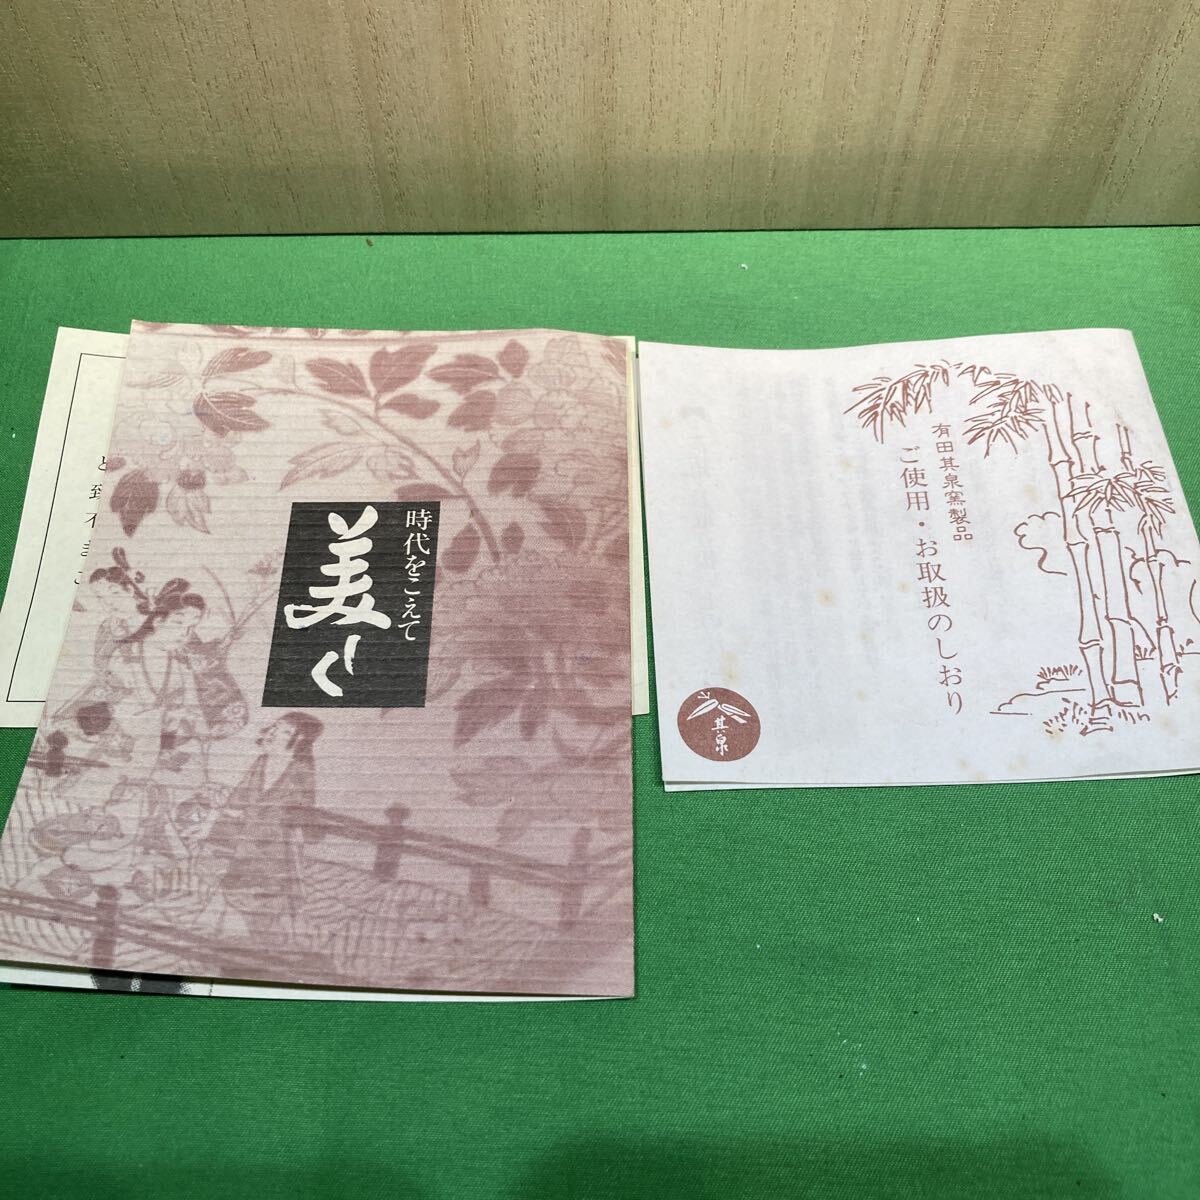 時代をこえて
美しく
有田其泉窯製品
ご使用・お取扱のしおり
其泉